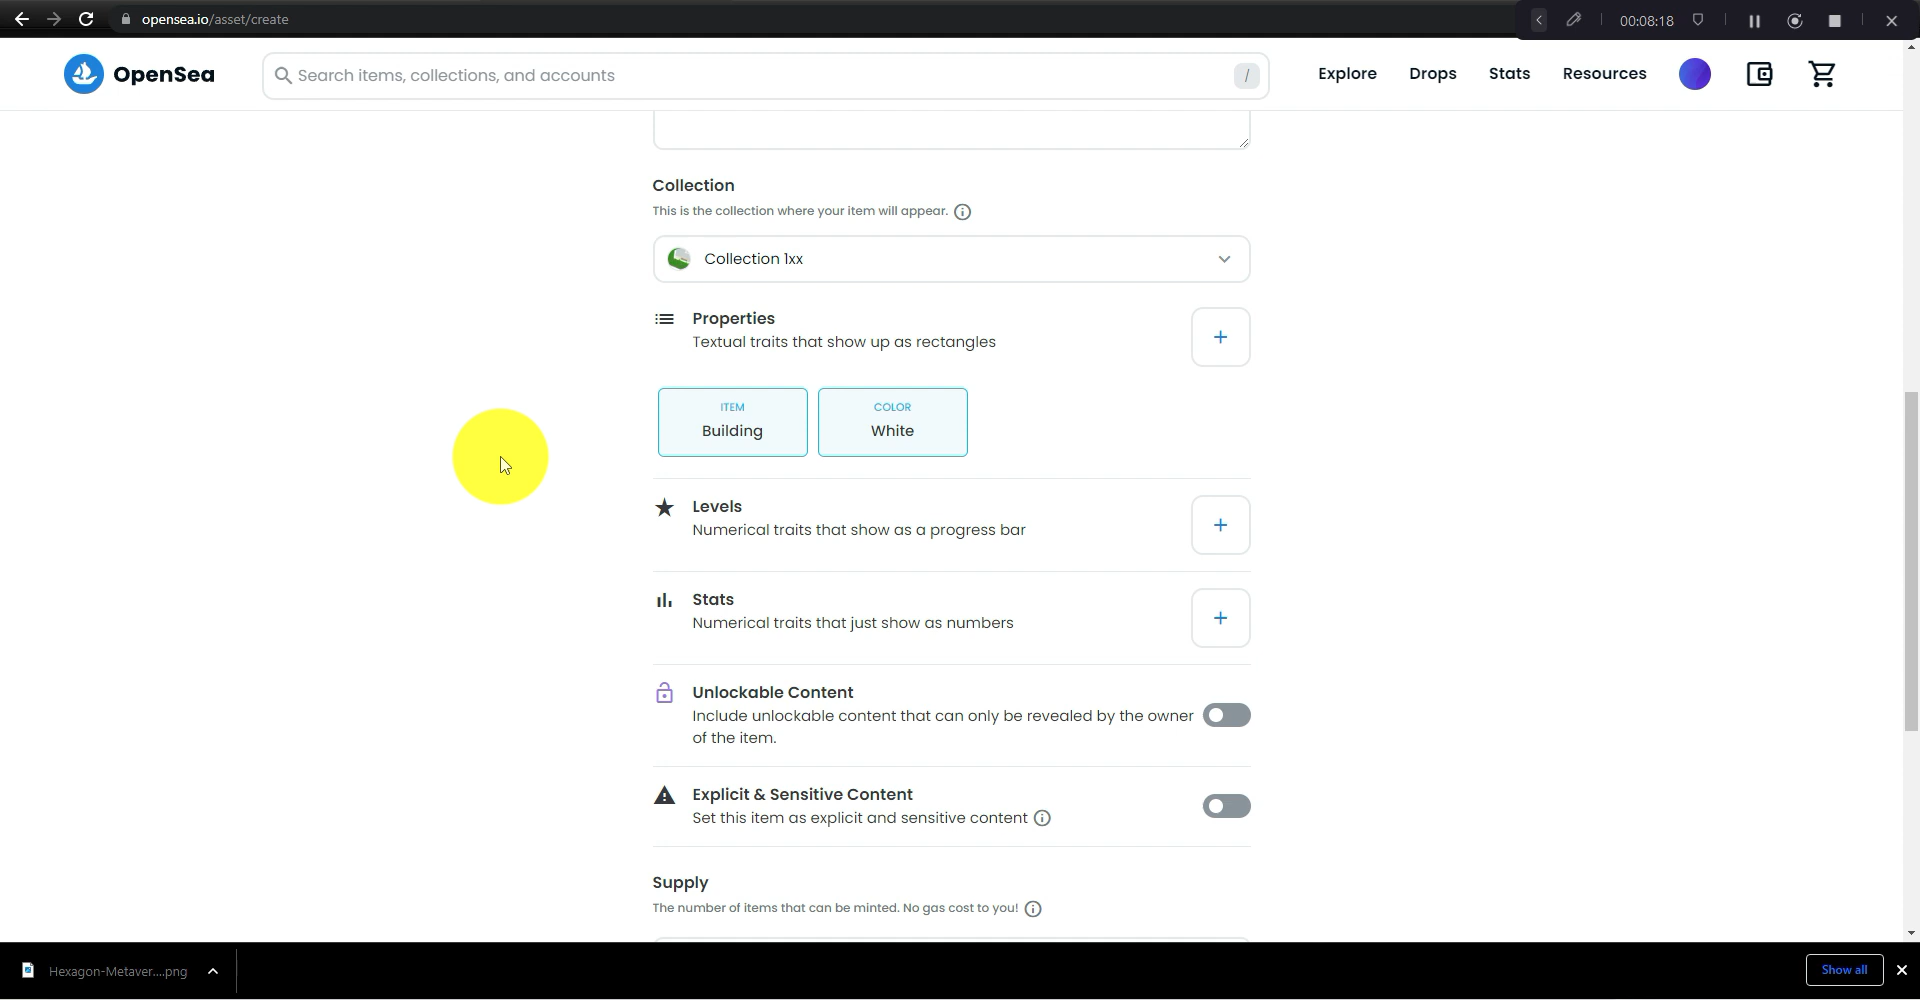 opensea.io/asset/create
00:08:18
OpenSea
Search items, collections, and accounts
/
Explore
Drops
Stats
Resources
Collection
This is the collection where your item will appear.
Collection 1xx
Properties
Textual traits that show up as rectangles
ITEM
Building
COLOR
White
Levels
Numerical traits that show as a progress bar
Stats
Numerical traits that just show as numbers
Unlockable Content
Include unlockable content that can only be revealed by the owner
of the item.
Explicit & Sensitive Content
Set this item as explicit and sensitive content
Supply
The number of items that can be minted. No gas cost to you!
Hexagon-Metaver....png
Show all